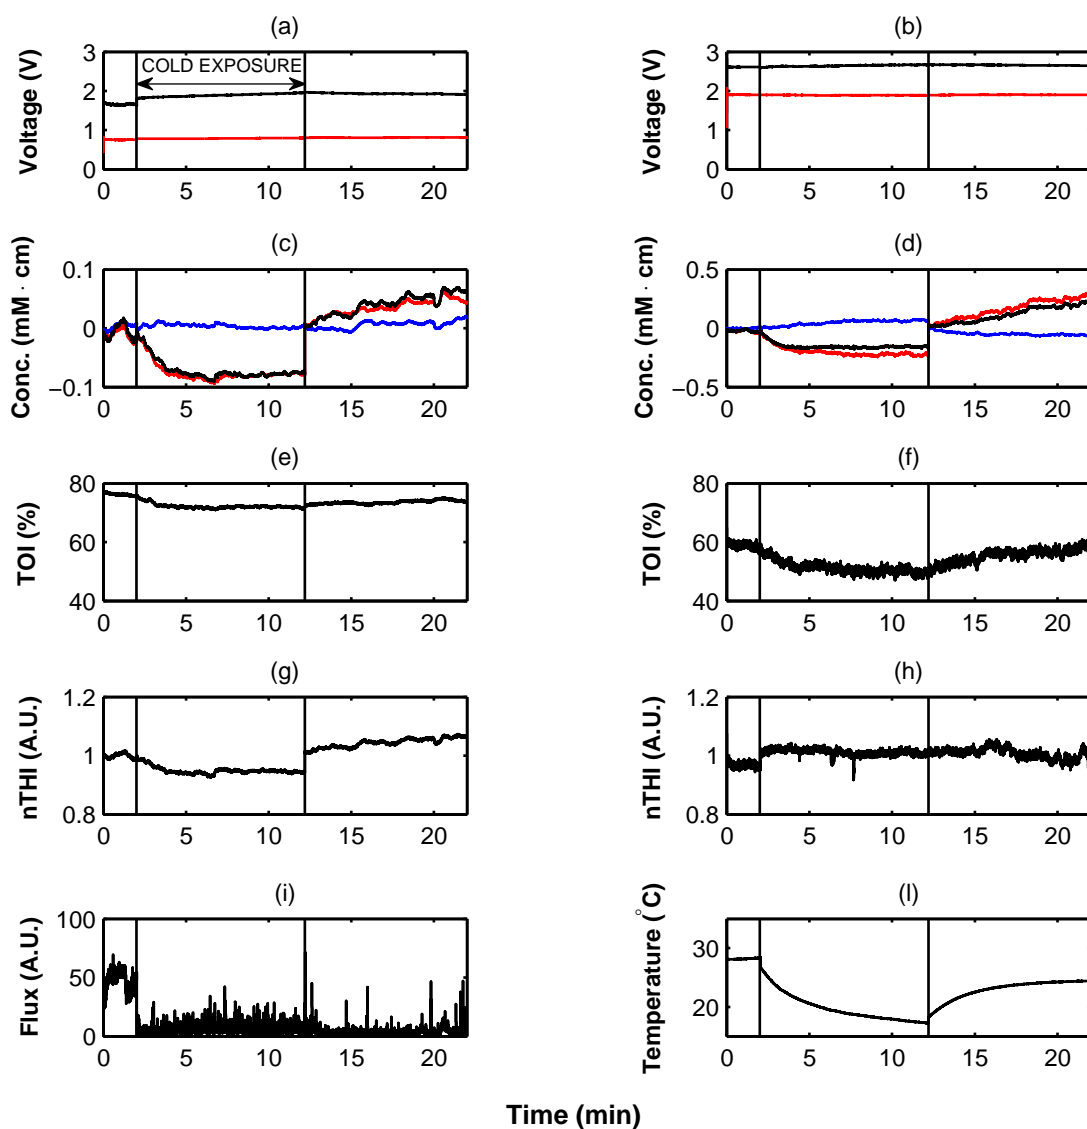 (a)
Voltage (V)
3
2
1
0
COLD EXPOSURE
0 5 10 15 20
(b)
Voltage (V)
3
2
1
0
0 5 10 15 20
(c)
Conc. (mM · cm)
0.1
0
−0.1
0 5 10 15 20
(d)
Conc. (mM · cm)
0.5
0
−0.5
0 5 10 15 20
(e)
TOI (%)
80
60
40
0 5 10 15 20
(f)
TOI (%)
80
60
40
0 5 10 15 20
(g)
nTHI (A.U.)
1.2
1
0.8
0 5 10 15 20
(h)
nTHI (A.U.)
1.2
1
0.8
0 5 10 15 20
(i)
Flux (A.U.)
100
50
0
0 5 10 15 20
(l)
Temperature (°C)
30
20
0 5 10 15 20
Time (min)